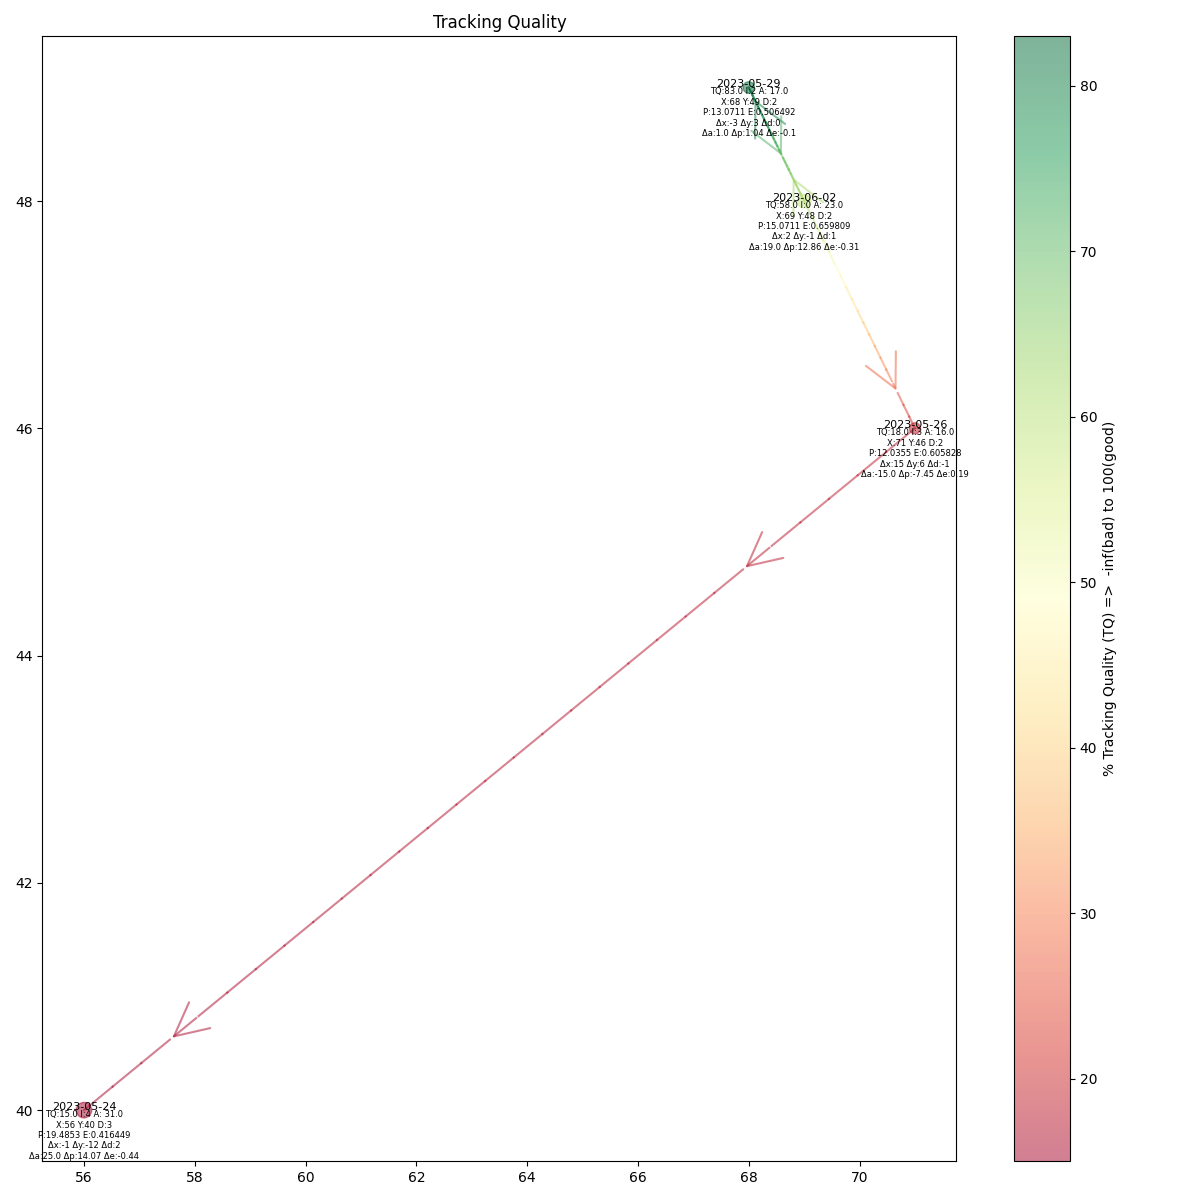 Tracking Quality
2023-05-29
TQ:83.0 I:2 A: 17.0
X:68 Y:49 D:2
P:13.0711 E:0.506492
Δx:-3 Δy:3 Δd:0
Δa:1.0 Δp:1.04 Δe:-0.1
2023-06-02
TQ:58.0 I:0 A: 23.0
X:69 Y:48 D:2
P:15.0711 E:0.659809
Δx:2 Δy:-1 Δd:1
Δa:19.0 Δp:12.86 Δe:-0.31
2023-05-26
TQ:18.0 I:3 A: 16.0
X:71 Y:46 D:2
P:12.0355 E:0.605828
Δx:15 Δy:6 Δd:-1
Δa:-15.0 Δp:-7.45 Δe:0.19
2023-05-24
TQ:15.0 I:4 A: 31.0
X:56 Y:40 D:3
P:19.4853 E:0.416449
Δx:-1 Δy:-12 Δd:2
Δa:25.0 Δp:14.07 Δe:-0.44
48
46
44
42
40
56
58
60
62
64
66
68
70
80
70
60
50
40
30
20
% Tracking Quality (TQ) => -inf(bad) to 100(good)